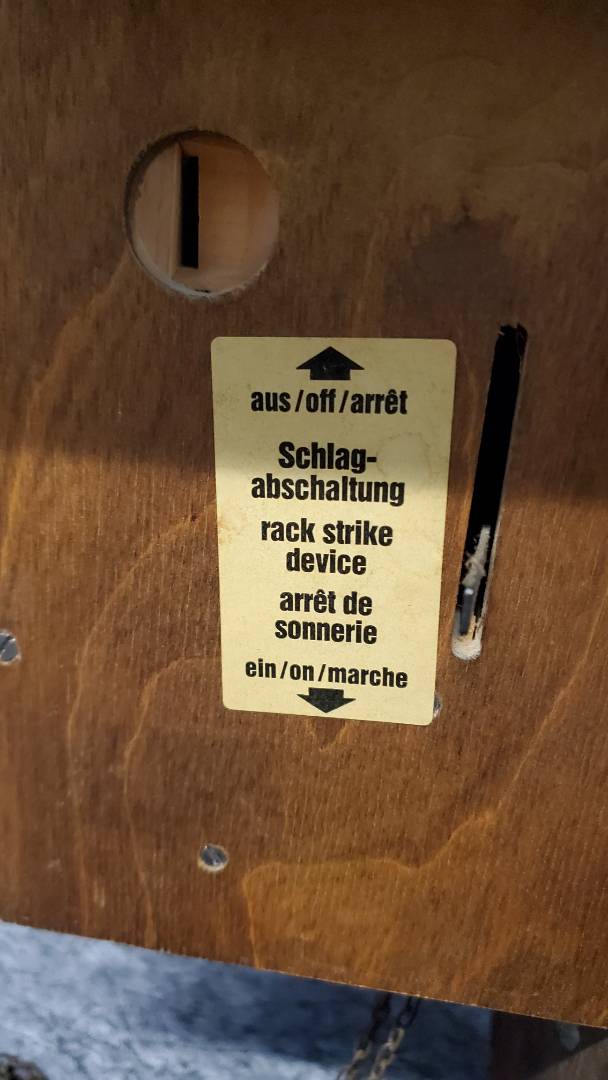 aus/off/arrêt
Schlag-
abschaltung
rack strike
device
arrêt de
sonnerie
ein/on/marche